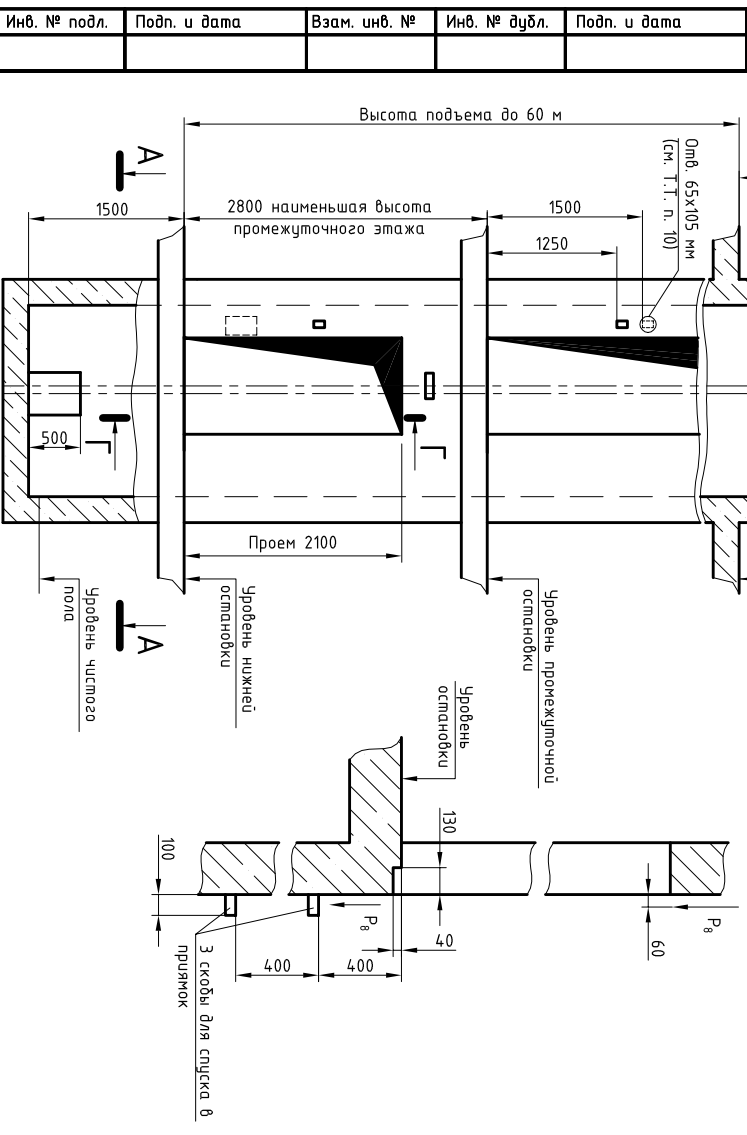 Инв. № подл.
Подп. и дата
Взам. инв. №
Инв. № дубл.
Подп. и дата
Высота подъема до 60 м
Отв. 65х105 мм
(см. Т.Т. п. 10)
А
1500
2800 наименьшая высота
промежуточного этажа
1500
1250
500
Г
Г
Проем 2100
Уровень чистого
пола
А
Уровень нижней
остановки
Уровень промежуточной
остановки
Уровень
остановки
130
100
P8
P8
60
40
400
400
3 скобы для спуска в
приямок